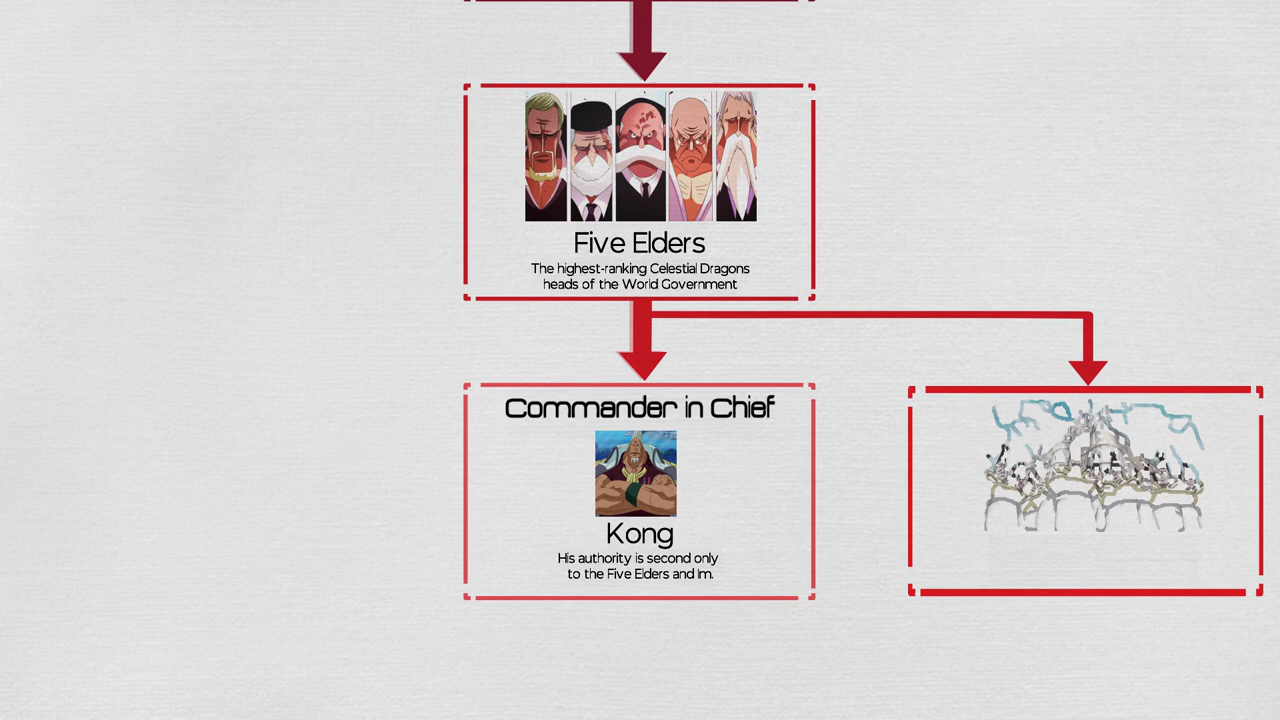 Five Elders
The highest-ranking Celestial Dragons
heads of the World Government
Commander in Chief
Kong
His authority is second only
to the Five Elders and Im.